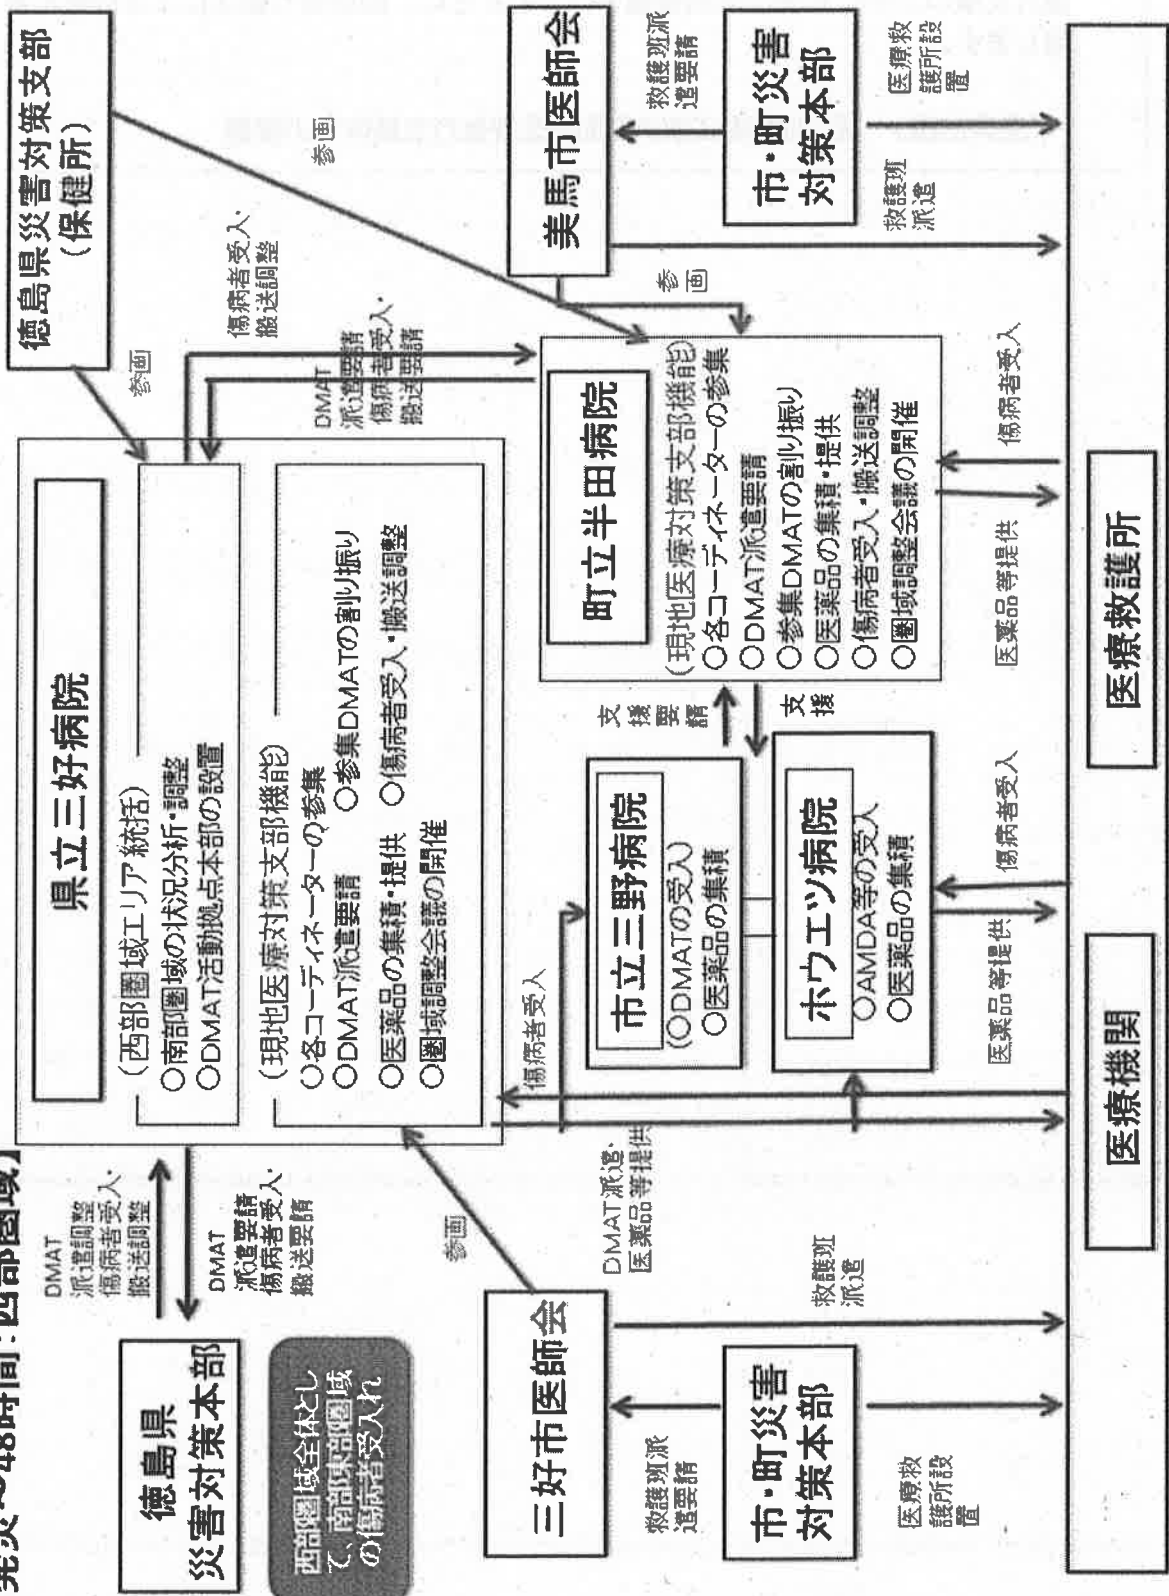 発災~48時間:西部圏域】
徳島県
災害対策本部
DMAT
派遣調整
傷病者受入・
搬送調整
DMAT
派遣要請
傷病者受入・
搬送要請
西部圏域全体とし
て、南部東部圏域
の傷病者受入れ
県立三好病院
(西部圏域エリア統括)
○南部圏域の状況分析・調整
○DMAT活動拠点本部の設置
(現地医療対策支部機能)
○各コーディネーターの参集
○DMAT派遣要請 ○参集DMATの割り振り
○医薬品の集積・提供 ○傷病者受入・搬送調整
○圏域調整会議の開催
徳島県災害対策支部
(保健所)
参画
参画
傷病者受入・
搬送調整
DMAT
派遣要請
傷病者受入・
搬送要請
三好市医師会
参画
救護班派
遣要請
市・町災害
対策本部
医療救
護所設
置
救護班
派遣
DMAT派遣・
医薬品等提供
傷病者受入
市立三野病院
(○DMATの受入)
○医薬品の集積
ホウエツ病院
○AMDA等の受入
○医薬品の集積
支援要請
支援
医薬品等提供
傷病者受入
町立半田病院
(現地医療対策支部機能)
○各コーディネーターの参集
○DMAT派遣要請
○参集DMATの割り振り
○医薬品の集積・提供
○傷病者受入・搬送調整
○圏域調整会議の開催
医薬品等提供
傷病者受入
美馬市医師会
参画
救護班派
遣要請
市・町災害
対策本部
救護班
派遣
医療救
護所設
置
医療機関
医療救護所